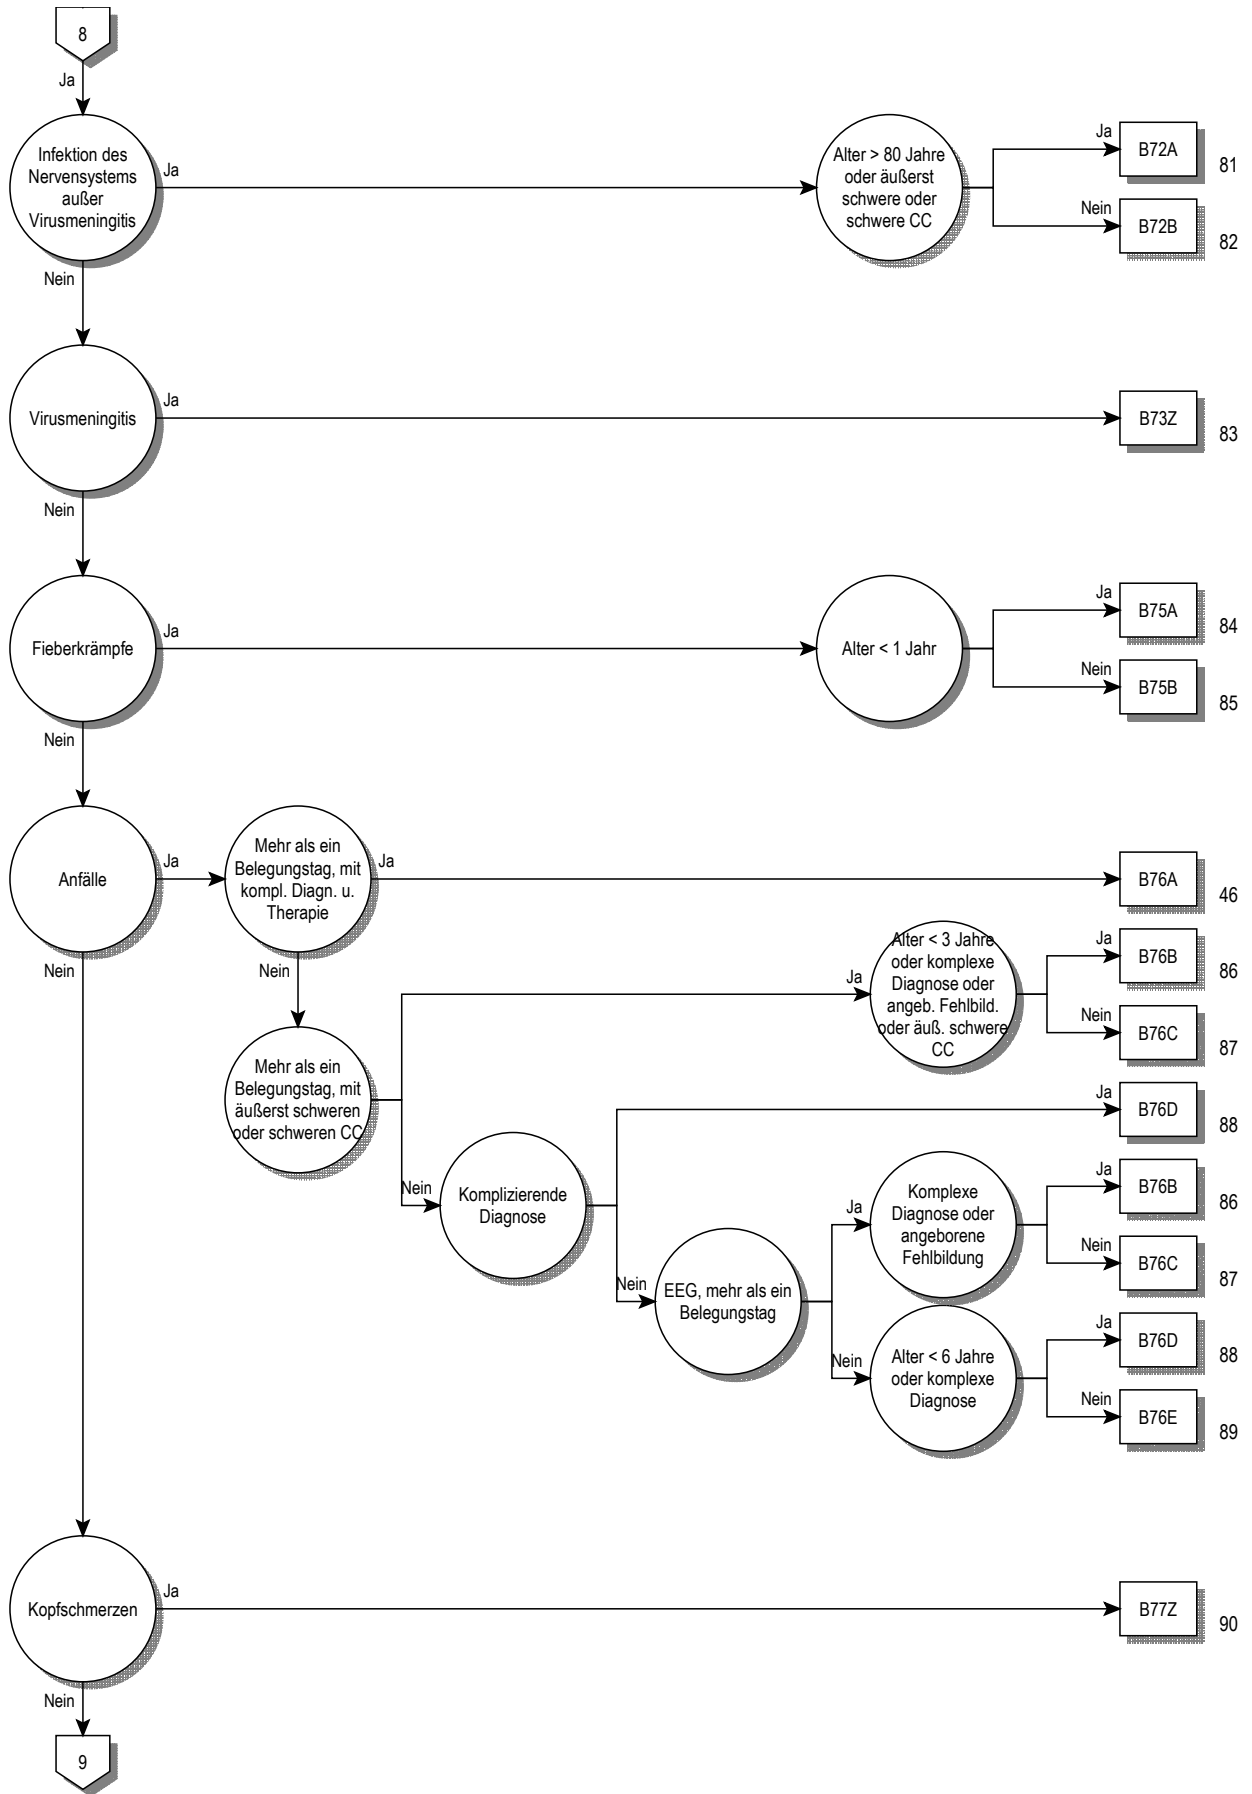 8
Ja
Infektion des
Nervensystems
außer
Virusmeningitis
Ja
Alter > 80 Jahre
oder äußerst
schwere oder
schwere CC
Ja
B72A
81
Nein
B72B
82
Nein
Virusmeningitis
Ja
B73Z
83
Nein
Fieberkrämpfe
Ja
Alter < 1 Jahr
Ja
B75A
84
Nein
B75B
85
Nein
Anfälle
Ja
Mehr als ein
Belegungstag, mit
kompl. Diagn. u.
Therapie
Ja
B76A
46
Nein
Nein
Mehr als ein
Belegungstag, mit
äußerst schweren
oder schweren CC
Ja
Alter < 3 Jahre
oder komplexe
Diagnose oder
angeb. Fehlbild.
oder äuß. schwere
CC
Ja
B76B
86
Nein
B76C
87
Nein
Komplizierende
Diagnose
Ja
B76D
88
Nein
EEG, mehr als ein
Belegungstag
Ja
Komplexe
Diagnose oder
angeborene
Fehlbildung
Ja
B76B
86
Nein
B76C
87
Nein
Alter < 6 Jahre
oder komplexe
Diagnose
Ja
B76D
88
Nein
B76E
89
Kopfschmerzen
Ja
B77Z
90
Nein
9